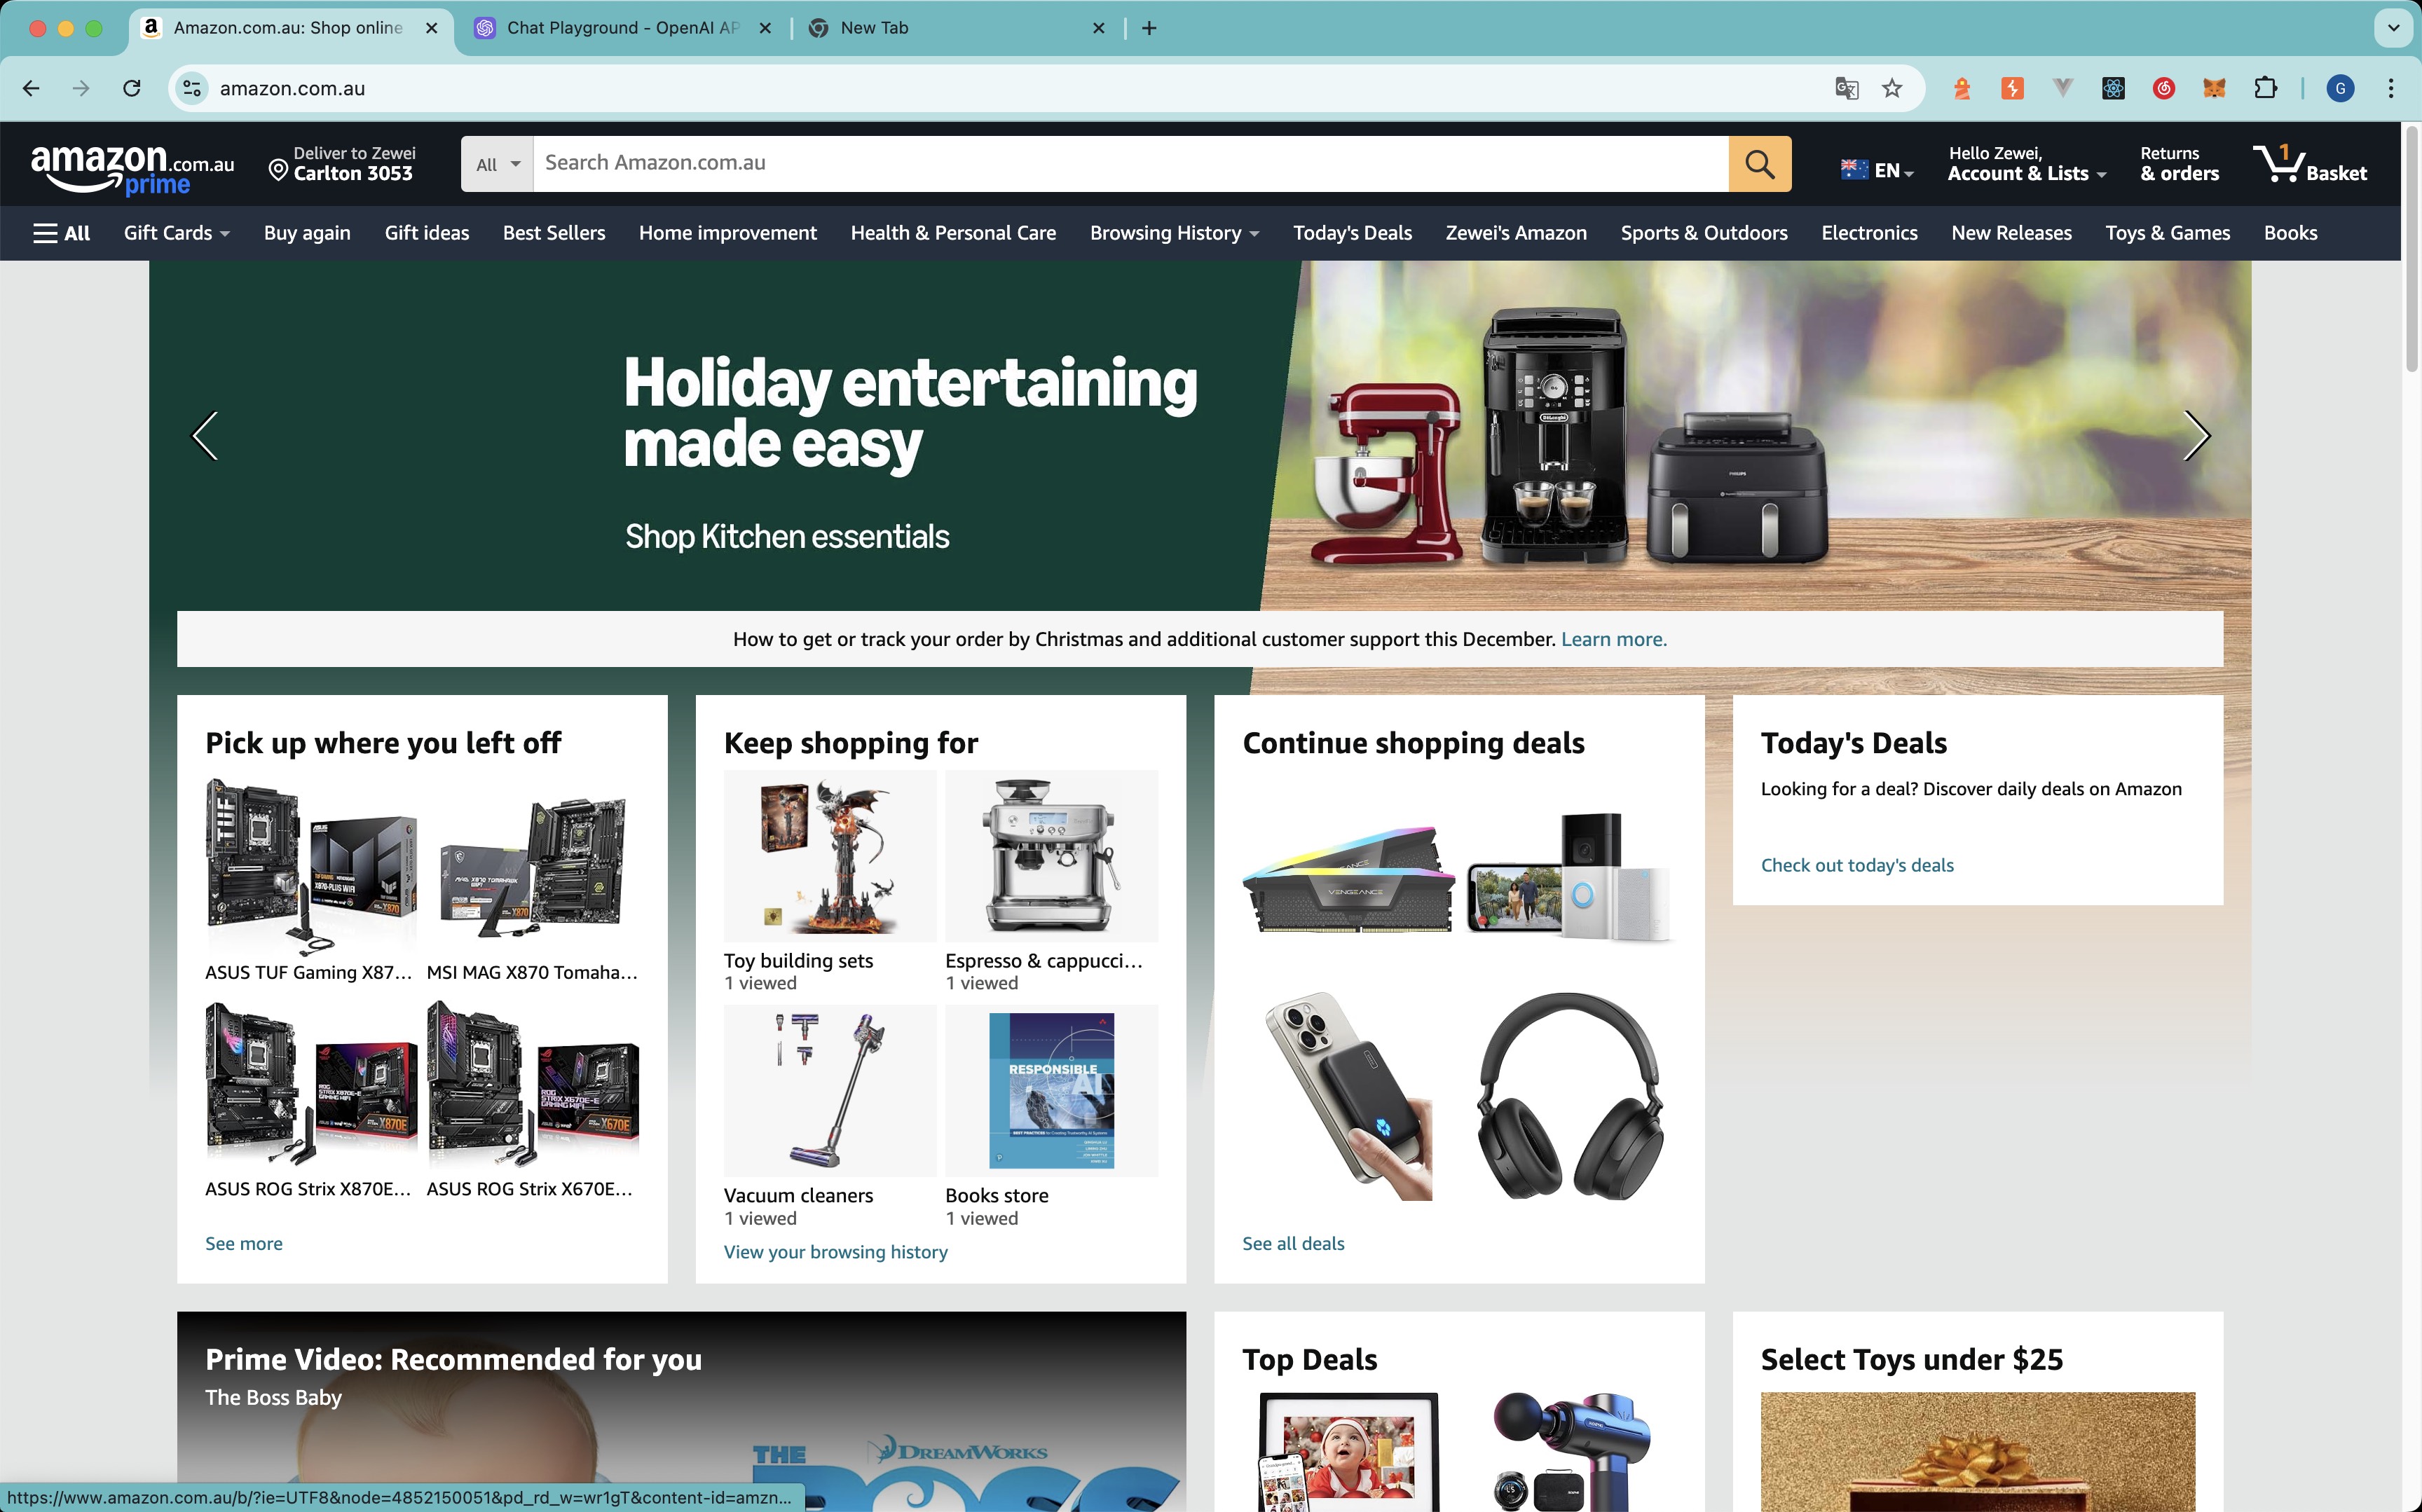 Amazon.com.au: Shop online
Chat Playground - OpenAI AP
New Tab
amazon.com.au
G
amazon.com.au
prime
Deliver to Zewei
Carlton 3053
All
Search Amazon.com.au
EN
Hello Zewei,
Account & Lists
Returns
& orders
1
Basket
All
Gift Cards
Buy again
Gift ideas
Best Sellers
Home improvement
Health & Personal Care
Browsing History
Today's Deals
Zewei's Amazon
Sports & Outdoors
Electronics
New Releases
Toys & Games
Books
Holiday entertaining
made easy
Shop Kitchen essentials
DeLonghi
PHILIPS
How to get or track your order by Christmas and additional customer support this December. Learn more.
Pick up where you left off
ASUS TUF Gaming X87...
MSI MAG X870 Tomaha...
ASUS ROG Strix X870E...
ASUS ROG Strix X670E...
See more
Keep shopping for
Toy building sets
1 viewed
Espresso & cappucci...
1 viewed
RESPONSIBLE
AI
Vacuum cleaners
1 viewed
Books store
1 viewed
View your browsing history
Continue shopping deals
VENGEANCE
See all deals
Today's Deals
Looking for a deal? Discover daily deals on Amazon
Check out today's deals
Prime Video: Recommended for you
The Boss Baby
DREAMWORKS
THE
BOSS
Top Deals
Select Toys under $25
https://www.amazon.com.au/b/?ie=UTF8&node=4852150051&pd_rd_w=wr1gT&content-id=amzn...